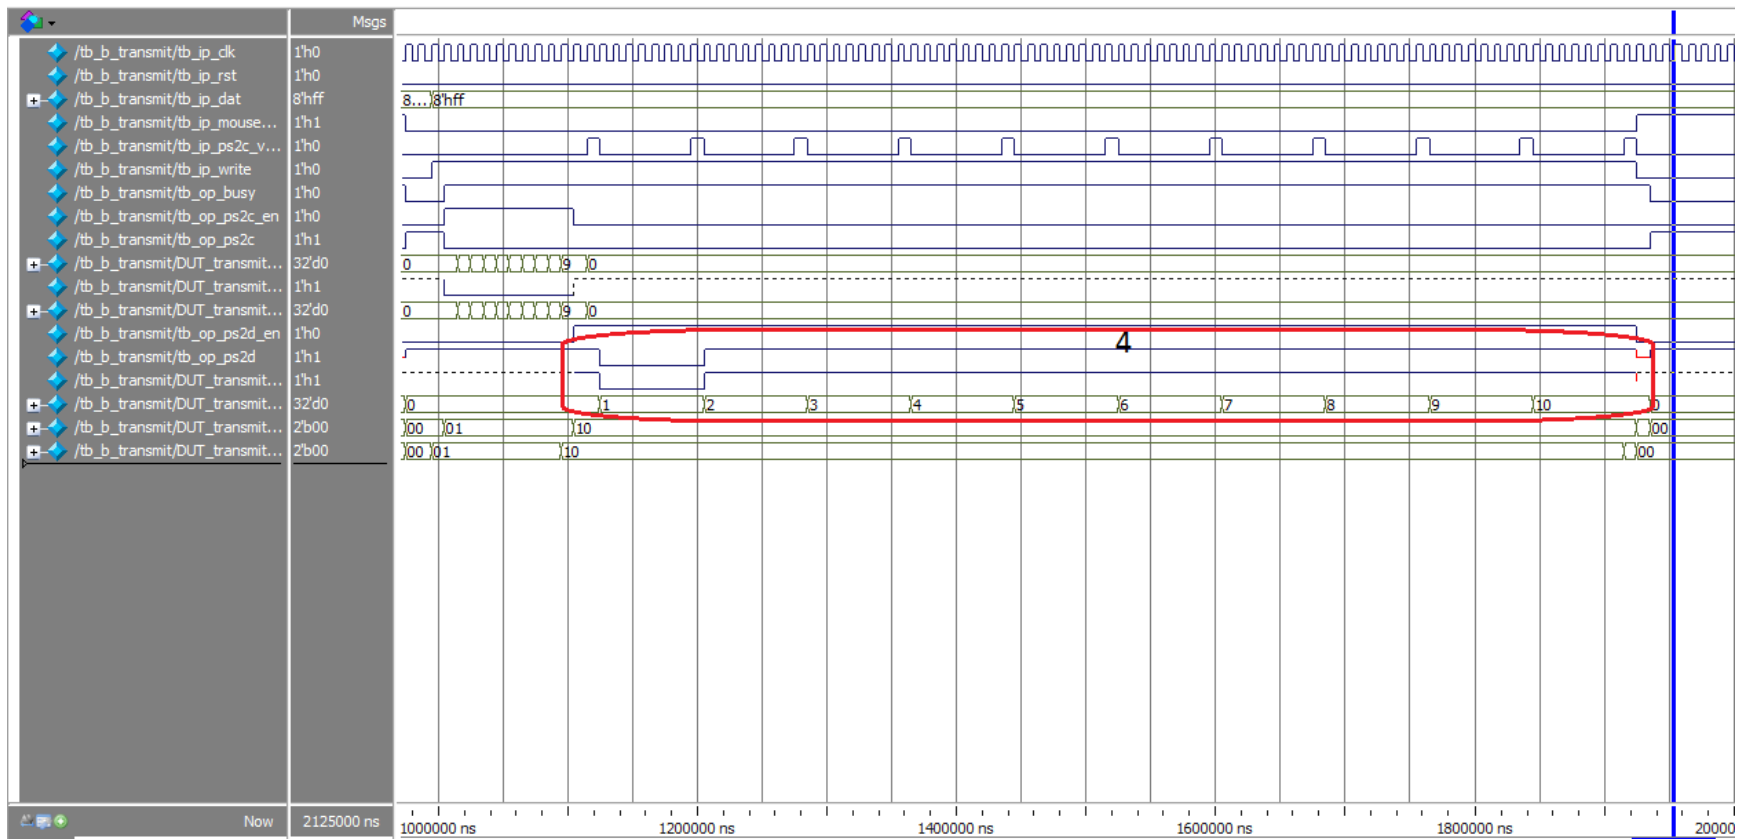 Msgs
/tb_b_transmit/tb_ip_clk 1'h0
/tb_b_transmit/tb_ip_rst 1'h0
/tb_b_transmit/tb_ip_dat 8'hff 8... 8'hff
/tb_b_transmit/tb_ip_mouse... 1'h1
/tb_b_transmit/tb_ip_ps2c_v... 1'h0
/tb_b_transmit/tb_ip_write 1'h0
/tb_b_transmit/tb_op_busy 1'h0
/tb_b_transmit/tb_op_ps2c_en 1'h0
/tb_b_transmit/tb_op_ps2c 1'h1
/tb_b_transmit/DUT_transmit... 32'd0 0 9 0
/tb_b_transmit/DUT_transmit... 1'h1
/tb_b_transmit/DUT_transmit... 32'd0 0 9 0
/tb_b_transmit/tb_op_ps2d_en 1'h0
4
/tb_b_transmit/tb_op_ps2d 1'h1
/tb_b_transmit/DUT_transmit... 1'h1
/tb_b_transmit/DUT_transmit... 32'd0 0 1 2 3 4 5 6 7 8 9 10 0
/tb_b_transmit/DUT_transmit... 2'b00 00 01 10 00
/tb_b_transmit/DUT_transmit... 2'b00 00 01 10 00
Now 2125000 ns
1000000 ns 1200000 ns 1400000 ns 1600000 ns 1800000 ns 20000